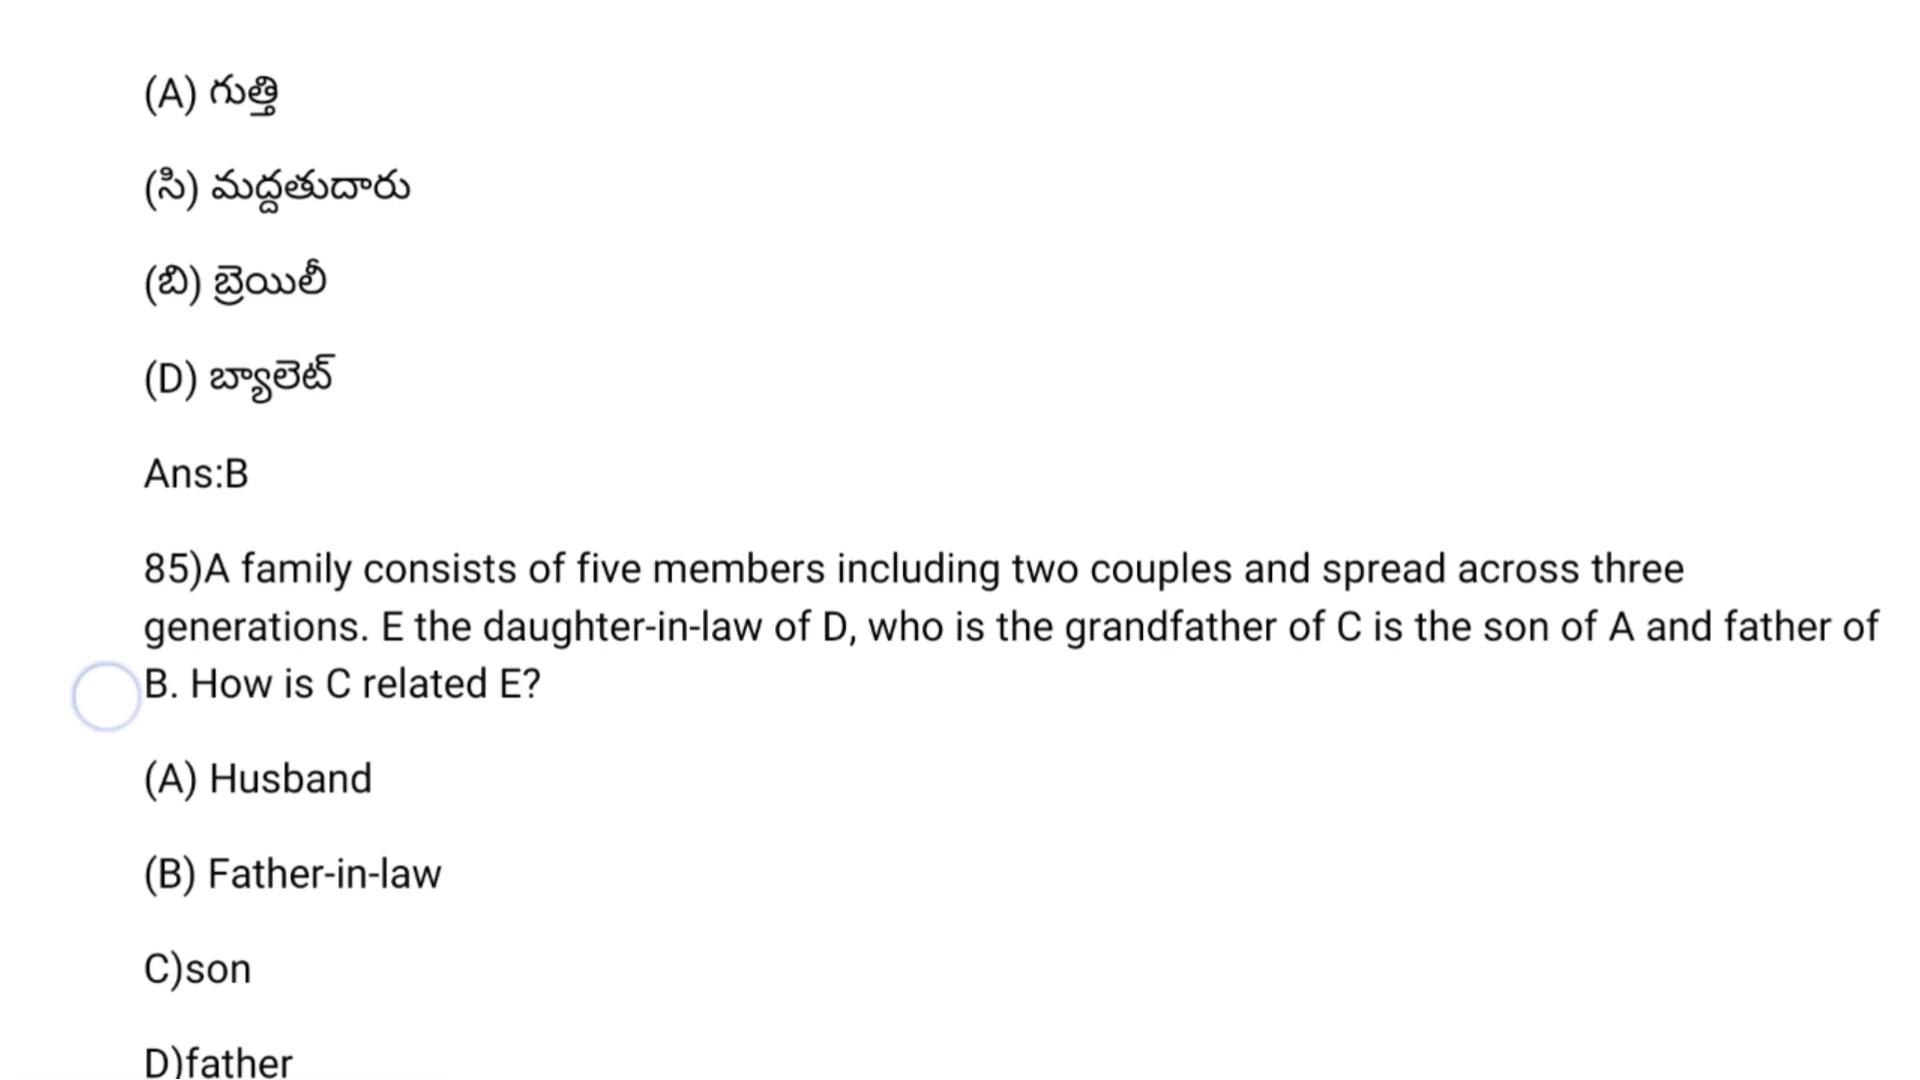 (A) గుత్తి
(సి) మద్దతుదారు
(బి) బ్రెయిలీ
(D) బ్యాలెట్
Ans:B
85)A family consists of five members including two couples and spread across three
generations. E the daughter-in-law of D, who is the grandfather of C is the son of A and father of
B. How is C related E?
(A) Husband
(B) Father-in-law
C)son
D)father